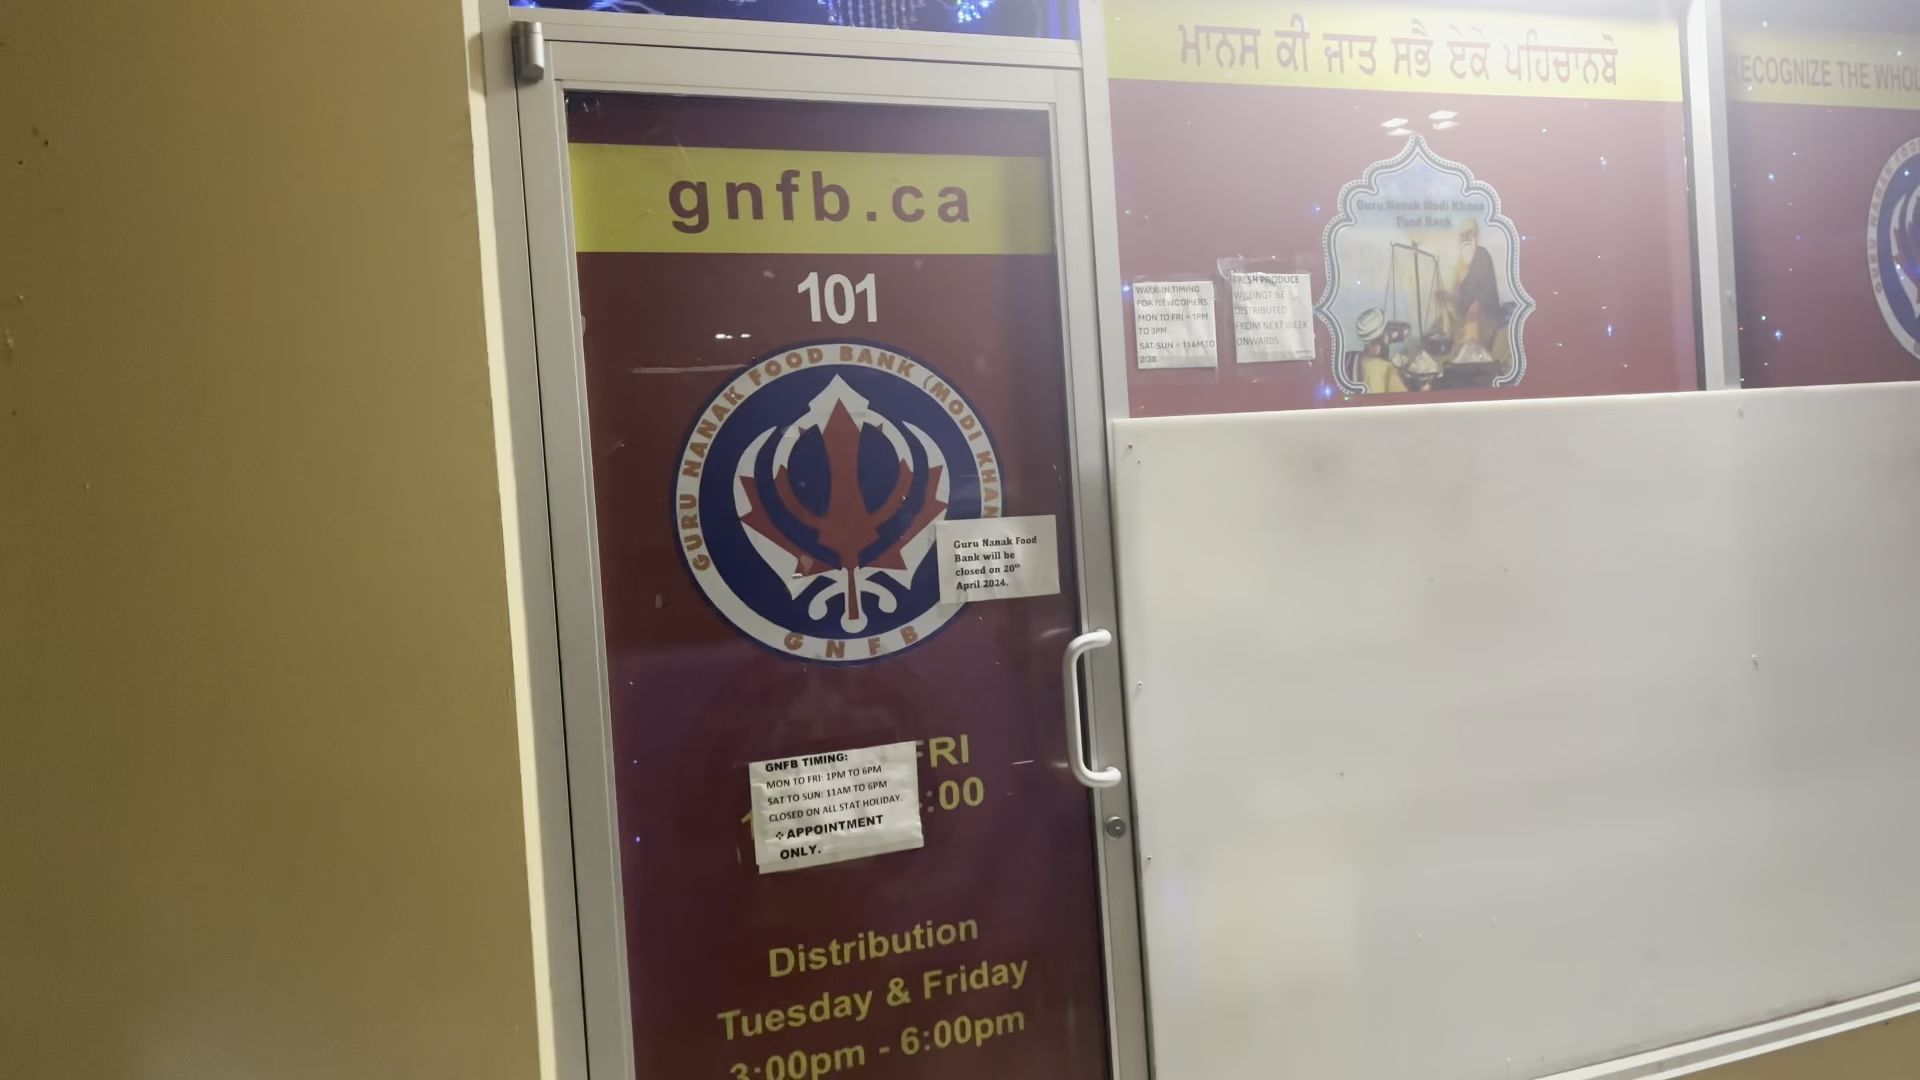 gnfb.ca
101
GURU NANAK FOOD BANK (MODI KHAN
GNFB
Guru Nanak Food
Bank will be
closed on 20th
April 2024.
FRI
:00
GNFB TIMING:
MON TO FRI: 1PM TO 6PM
SAT TO SUN: 11AM TO 6PM
CLOSED ON ALL STAT HOLIDAY.
❖ APPOINTMENT
ONLY.
Distribution
Tuesday & Friday
3:00pm - 6:00pm
ਮਾਨਸ ਕੀ ਜਾਤ ਸਭੈ ਏਕੇ ਪਹਿਚਾਨਬੋ
Guru Nanak Modi Khana
Food Bank
WALK-IN TIMING
FOR NEWCOMERS
MON TO FRI = 1PM
TO 3PM
SAT-SUN = 11AM TO
2:30
FRESH PRODUCE
WILL NOT BE
DISTRIBUTED
FROM NEXT WEEK
ONWARDS
RECOGNIZE THE WHOL